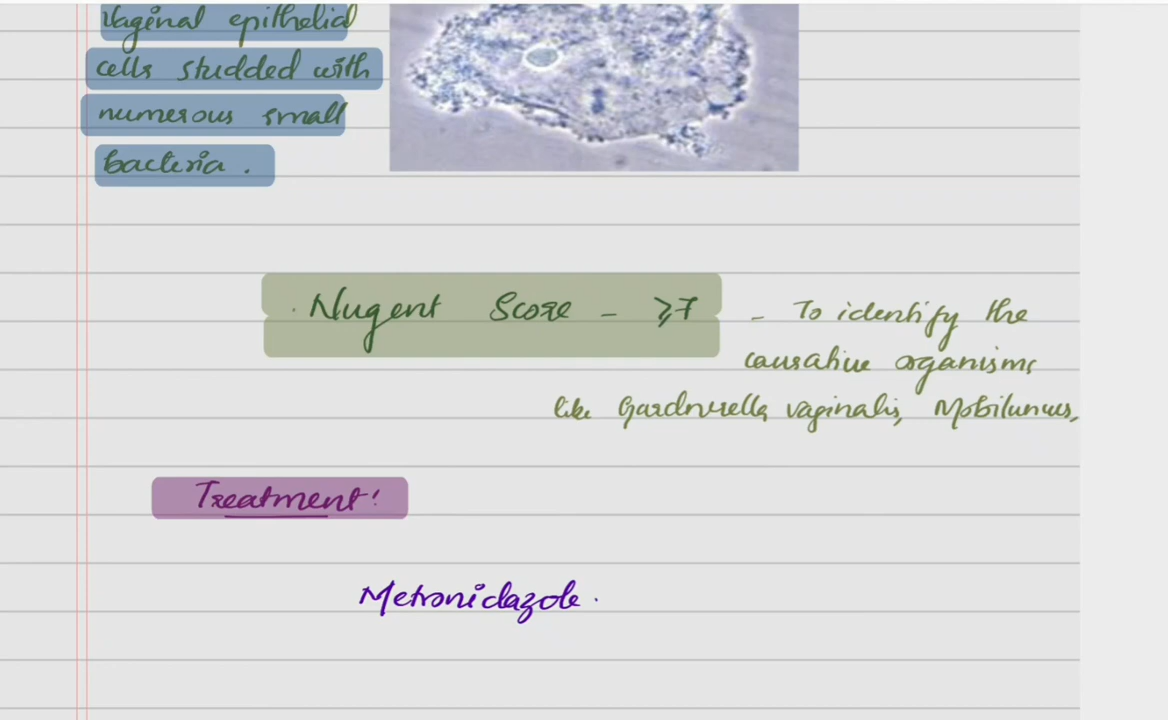 Vaginal epithelial
cells studded with
numerous small
bacteria.
. Nugent Score - ≥7 - To identify the
causative organisms
like Gardnerella vaginalis, Mobiluncus,
Treatment:
Metronidazole.